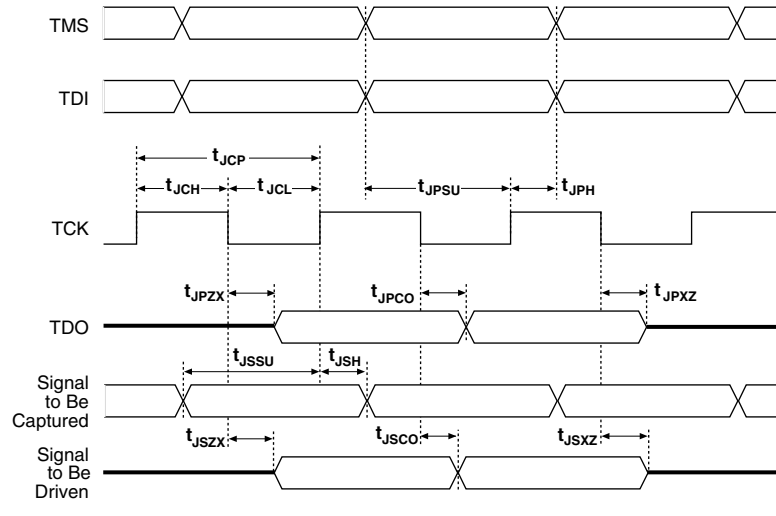 TMS
TDI
tJCP
tJCH tJCL tJPSU tJPH
TCK
tJPZX tJPCO tJPXZ
TDO
tJSSU tJSH
Signal
to Be
Captured
tJSZX tJSCO tJSXZ
Signal
to Be
Driven